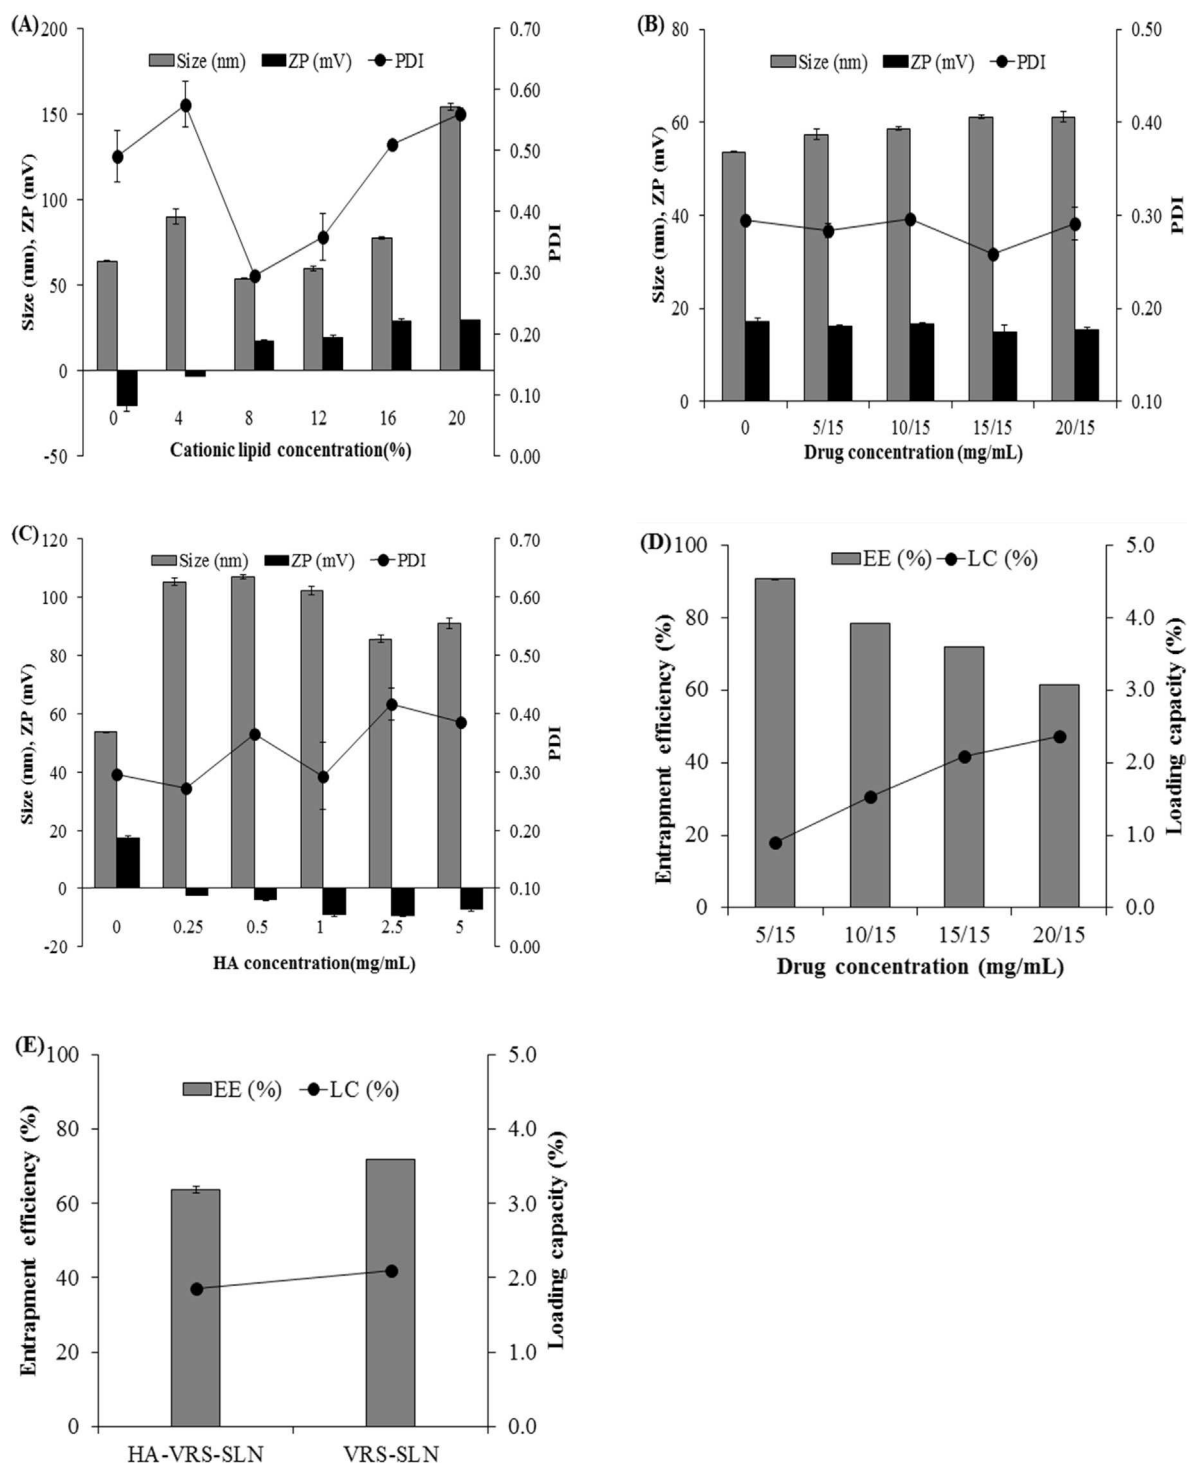 (A)
200
150
100
50
0
-50
Size (nm), ZP (mV)
Size (nm) ZP (mV) PDI
0.70
0.60
0.50
0.40
0.30
0.20
0.10
0.00
PDI
0 4 8 12 16 20
Cationic lipid concentration(%)
(B)
80
60
40
20
0
Size (nm), ZP (mV)
Size (nm) ZP (mV) PDI
0.50
0.40
0.30
0.20
0.10
PDI
0 5/15 10/15 15/15 20/15
Drug concentration (mg/mL)
(C)
120
100
80
60
40
20
0
-20
Size (nm), ZP (mV)
Size (nm) ZP (mV) PDI
0.70
0.60
0.50
0.40
0.30
0.20
0.10
0.00
PDI
0 0.25 0.5 1 2.5 5
HA concentration(mg/mL)
(D)
100
80
60
40
20
0
Entrapment efficiency (%)
EE (%) LC (%)
5.0
4.0
3.0
2.0
1.0
0.0
Loading capacity (%)
5/15 10/15 15/15 20/15
Drug concentration (mg/mL)
(E)
100
80
60
40
20
0
Entrapment efficiency (%)
EE (%) LC (%)
5.0
4.0
3.0
2.0
1.0
0.0
Loading capacity (%)
HA-VRS-SLN VRS-SLN